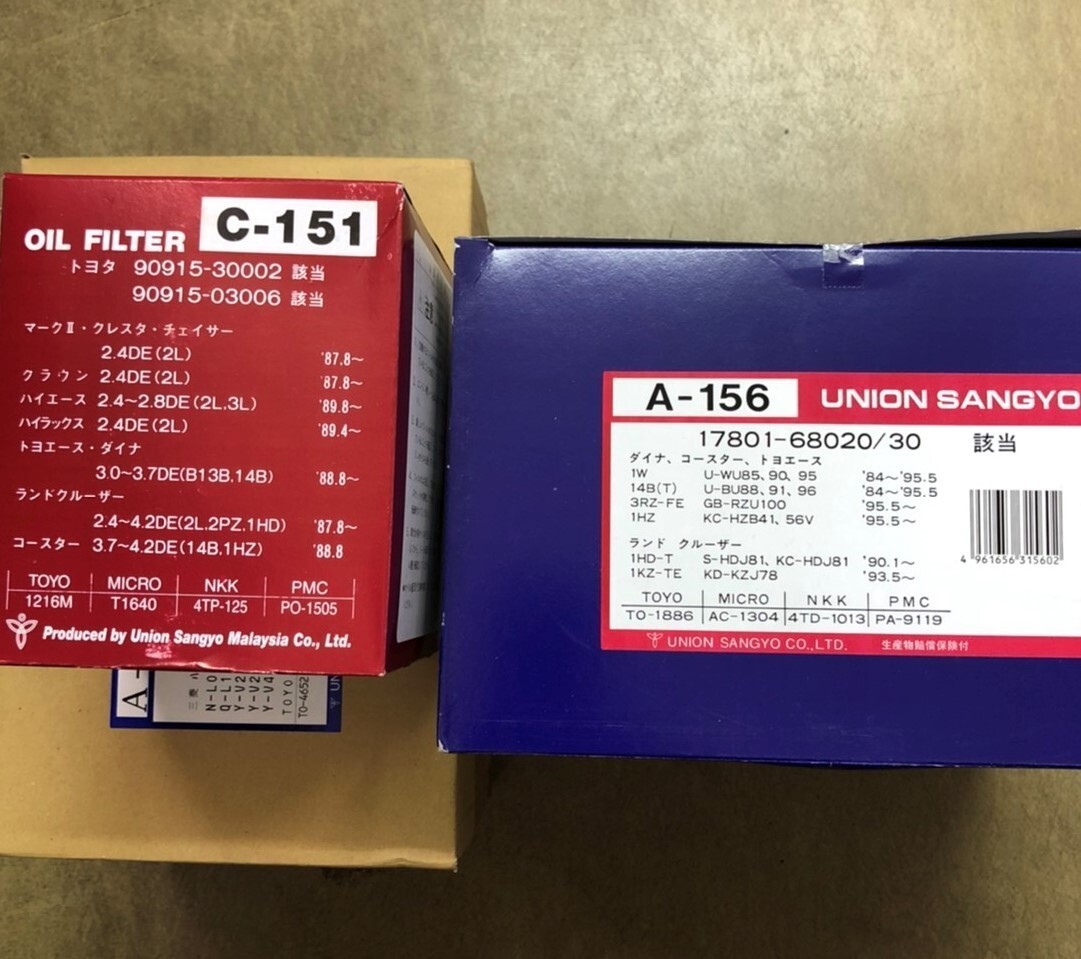 C-151
OIL FILTER
トヨタ 90915-30002 該当
90915-03006 該当
マークⅡ・クレスタ・チェイサー
2.4DE(2L) '87.8〜
クラウン 2.4DE(2L) '87.8〜
ハイエース 2.4〜2.8DE(2L.3L) '89.8〜
ハイラックス 2.4DE(2L) '89.4〜
トヨエース・ダイナ
3.0〜3.7DE(B13B.14B) '88.8〜
ランドクルーザー
2.4〜4.2DE(2L.2PZ.1HD) '87.8〜
コースター 3.7〜4.2DE(14B.1HZ) '88.8
TOYO MICRO NKK PMC
1216M T1640 4TP-125 PO-1505
Produced by Union Sangyo Malaysia Co., Ltd.
A-
三菱
TOYO
TO-4652
UN
A-156 UNION SANGYO
17801-68020/30 該当
ダイナ、コースター、トヨエース
1W U-WU85、90、95 '84〜'95.5
14B(T) U-BU88、91、96 '84〜'95.5
3RZ-FE GB-RZU100 '95.5〜
1HZ KC-HZB41、56V '95.5〜
ランド クルーザー
1HD-T S-HDJ81、KC-HDJ81 '90.1〜
1KZ-TE KD-KZJ78 '93.5〜
TOYO MICRO NKK PMC
TO-1886 AC-1304 4TD-1013 PA-9119
4 961656 315602
UNION SANGYO CO.,LTD. 生産物賠償保険付